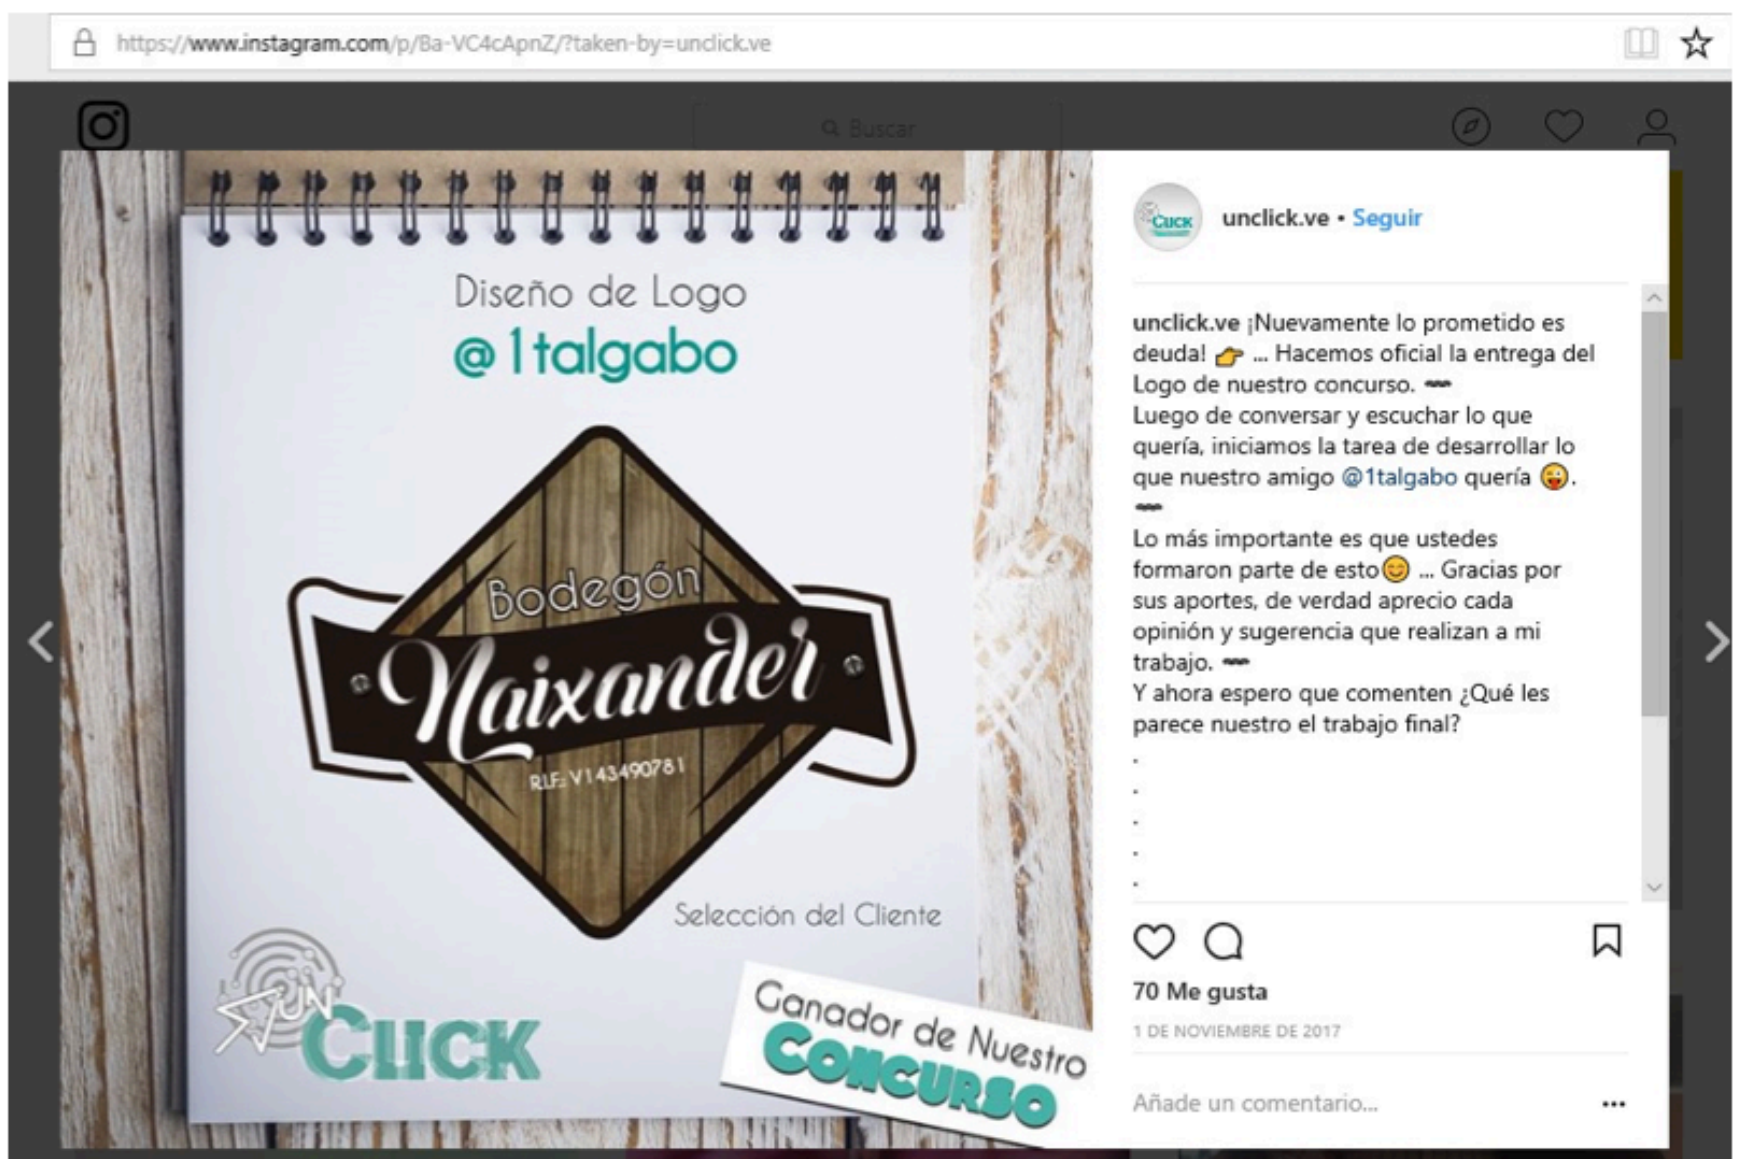 https://www.instagram.com/p/Ba-VC4cApnZ/?taken-by=unclick.ve
Buscar
Diseño de Logo
@1talgabo
Bodegón
Naixander
R.I.F.: V143490781
Selección del Cliente
UN
CLICK
Ganador de Nuestro
CONCURSO
CLICK
unclick.ve • Seguir
unclick.ve ¡Nuevamente lo prometido es
deuda! 👉 ... Hacemos oficial la entrega del
Logo de nuestro concurso. 〰
Luego de conversar y escuchar lo que
quería, iniciamos la tarea de desarrollar lo
que nuestro amigo @1talgabo quería 😜.
〰
Lo más importante es que ustedes
formaron parte de esto😊 ... Gracias por
sus aportes, de verdad aprecio cada
opinión y sugerencia que realizan a mi
trabajo. 〰
Y ahora espero que comenten ¿Qué les
parece nuestro el trabajo final?
.
.
.
.
.
70 Me gusta
1 DE NOVIEMBRE DE 2017
Añade un comentario...